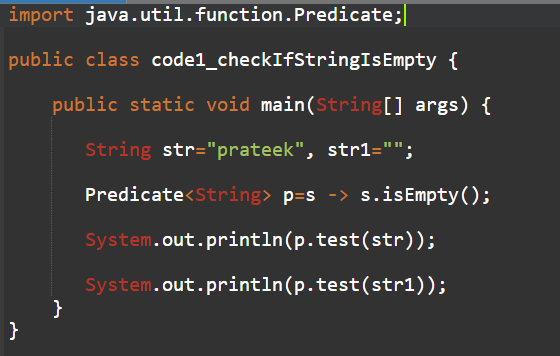 import java.util.function.Predicate;
public class code1_checkIfStringIsEmpty {
public static void main(String[] args) {
String str="prateek", str1="";
Predicate<String> p=s -> s.isEmpty();
System.out.println(p.test(str));
System.out.println(p.test(str1));
}
}